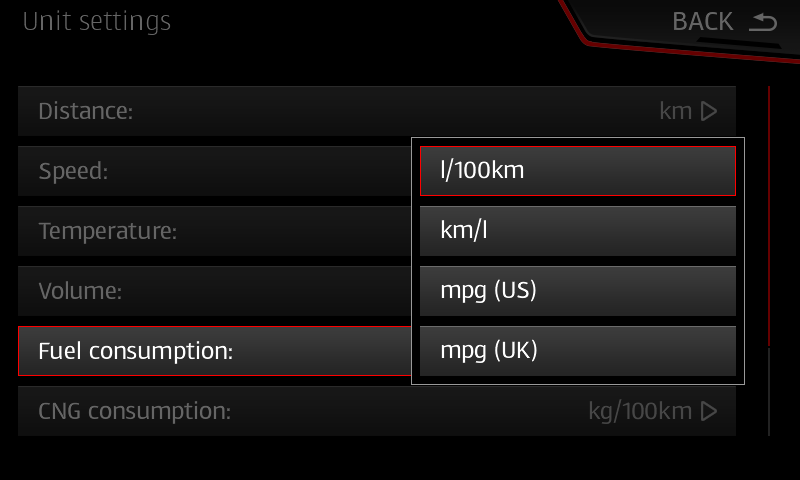 Unit settings
BACK
Distance:
km
Speed:
l/100km
Temperature:
km/l
Volume:
mpg (US)
Fuel consumption:
mpg (UK)
CNG consumption:
kg/100km